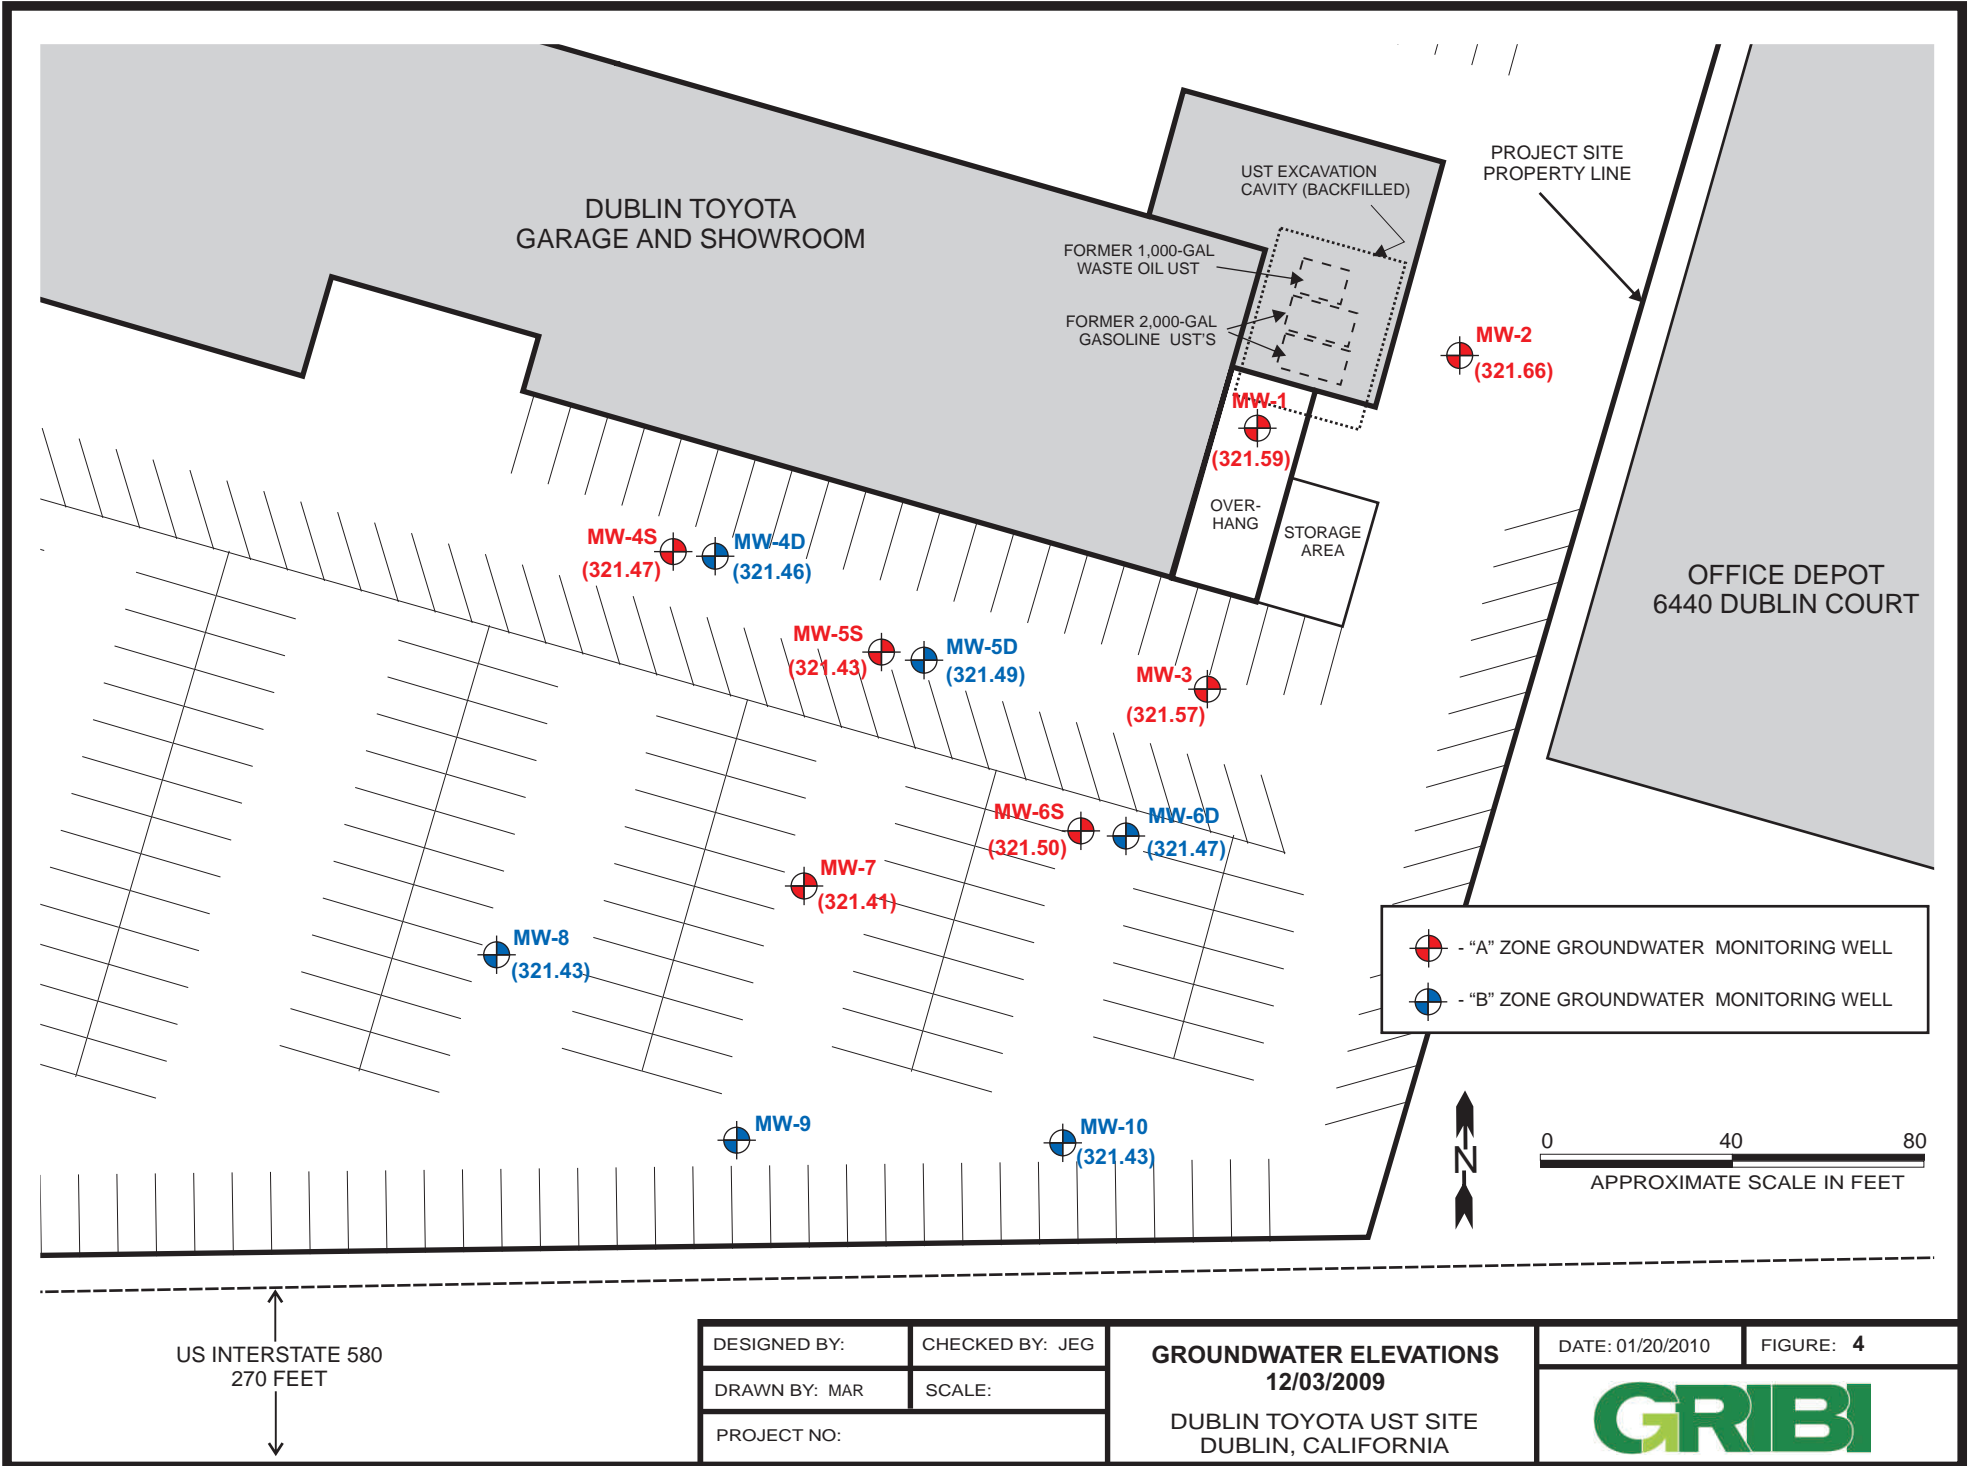 UST EXCAVATION
CAVITY (BACKFILLED)
PROJECT SITE
PROPERTY LINE
DUBLIN TOYOTA
GARAGE AND SHOWROOM
FORMER 1,000-GAL
WASTE OIL UST
FORMER 2,000-GAL
GASOLINE UST'S
MW-2
(321.66)
MW-1
(321.59)
OVER-
HANG
STORAGE
AREA
OFFICE DEPOT
6440 DUBLIN COURT
MW-4S
(321.47)
MW-4D
(321.46)
MW-5S
(321.43)
MW-5D
(321.49)
MW-3
(321.57)
MW-6S
(321.50)
MW-6D
(321.47)
MW-7
(321.41)
MW-8
(321.43)
- “A” ZONE GROUNDWATER MONITORING WELL
- “B” ZONE GROUNDWATER MONITORING WELL
MW-9
MW-10
(321.43)
N
0 40 80
APPROXIMATE SCALE IN FEET
US INTERSTATE 580
270 FEET
DESIGNED BY:
CHECKED BY: JEG
DRAWN BY: MAR
SCALE:
PROJECT NO:
GROUNDWATER ELEVATIONS
12/03/2009
DUBLIN TOYOTA UST SITE
DUBLIN, CALIFORNIA
DATE: 01/20/2010
FIGURE: 4
GRIBI